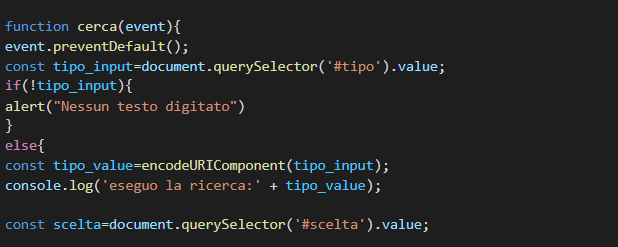 function cerca(event){
event.preventDefault();
const tipo_input=document.querySelector('#tipo').value;
if(!tipo_input){
alert("Nessun testo digitato")
}
else{
const tipo_value=encodeURIComponent(tipo_input);
console.log('eseguo la ricerca:' + tipo_value);
const scelta=document.querySelector('#scelta').value;